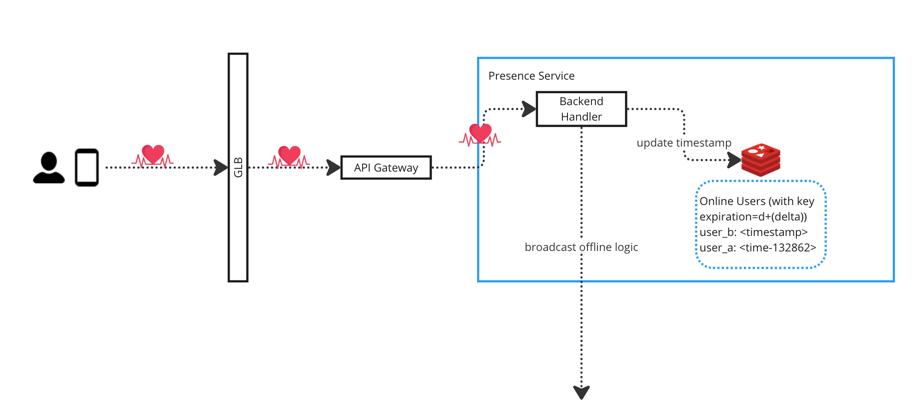 Presence Service
Backend
Handler
update timestamp
GLB
API Gateway
Online Users (with key
expiration=d+(delta))
user_b: <timestamp>
user_a: <time-132862>
broadcast offline logic